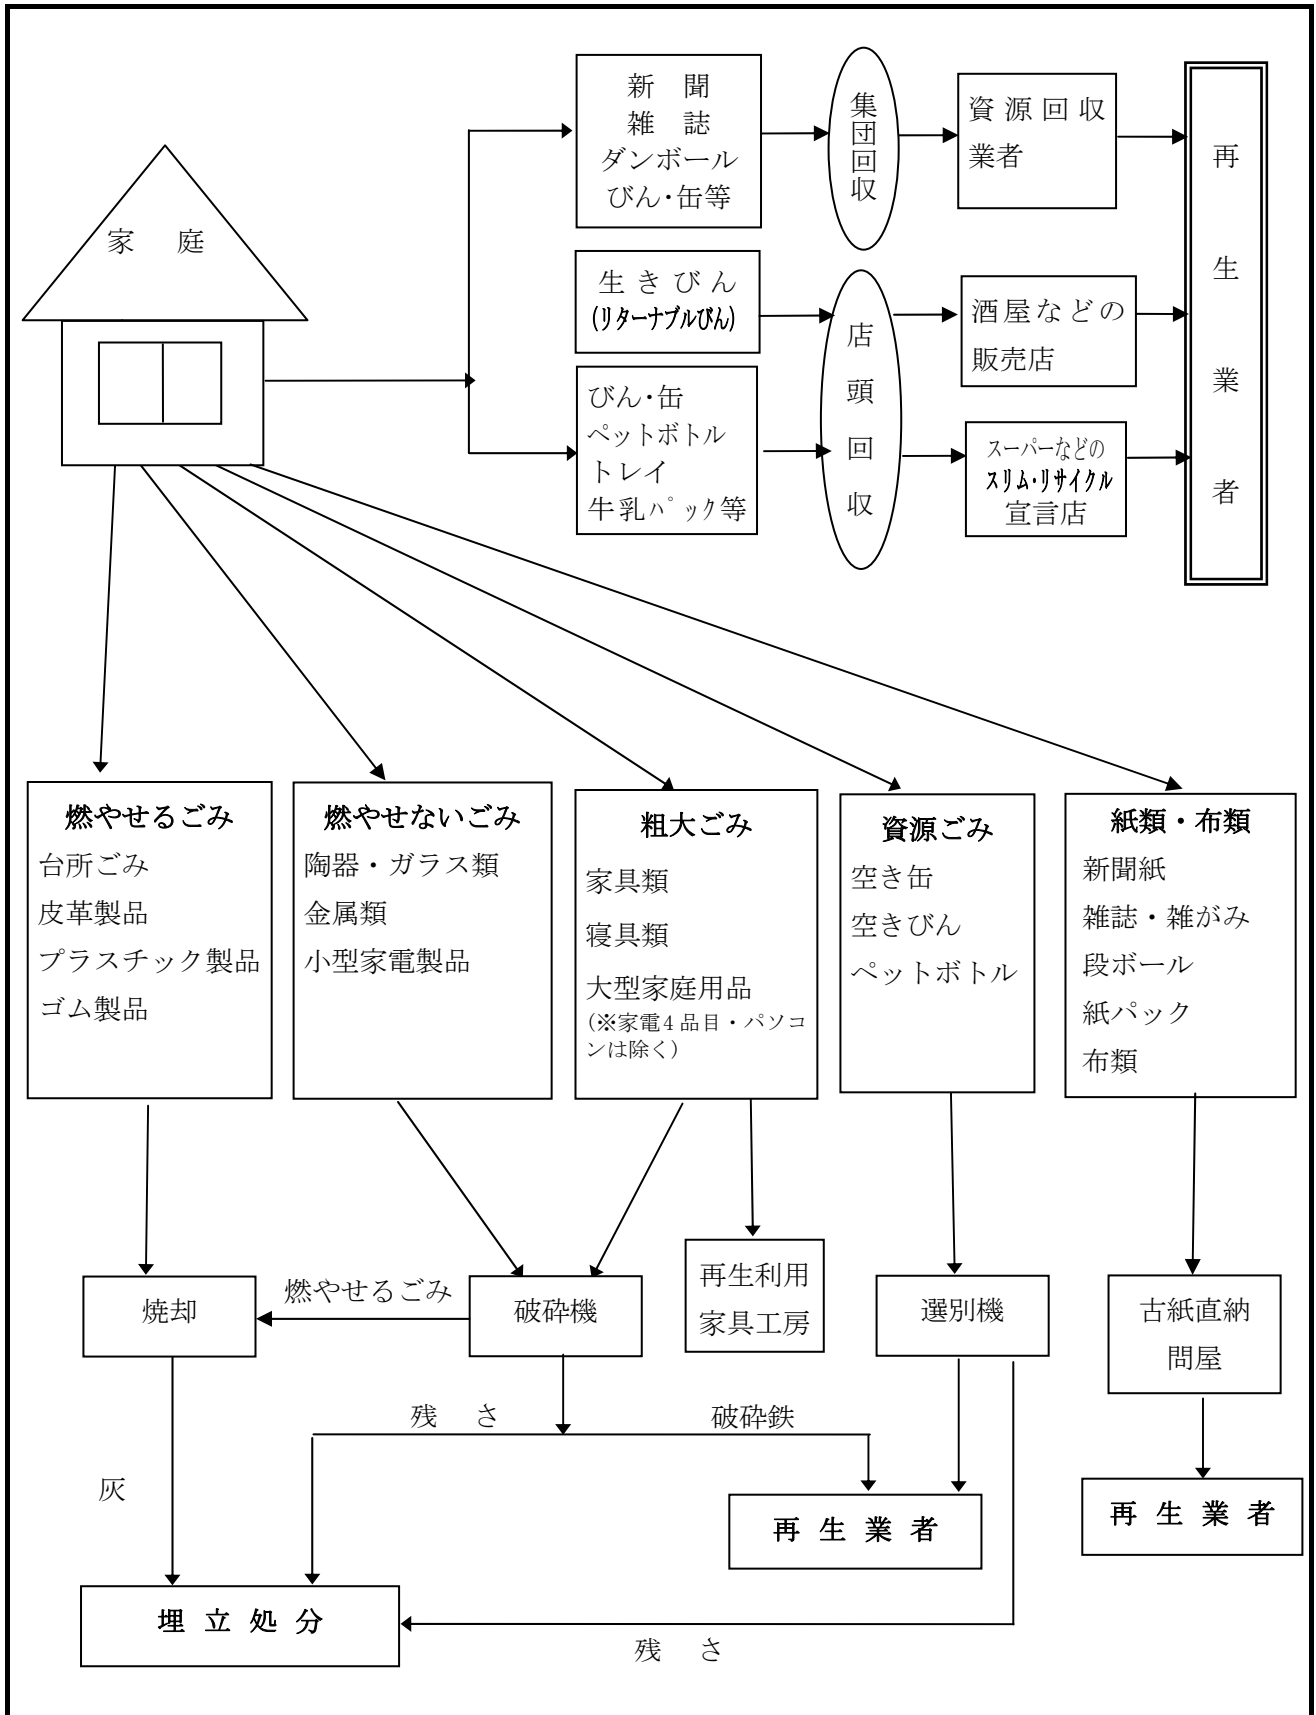 家　庭
新　聞
雑　誌
ダンボール
びん・缶等
集団回収
資源回収
業者
再生業者
生きびん
(リターナブルびん)
店頭回収
酒屋などの
販売店
びん・缶
ペットボトル
トレイ
牛乳ﾊﾟｯｸ等
スーパーなどの
スリム・リサイクル
宣言店
燃やせるごみ
台所ごみ
皮革製品
プラスチック製品
ゴム製品
燃やせないごみ
陶器・ガラス類
金属類
小型家電製品
粗大ごみ
家具類
寝具類
大型家庭用品
(※家電4品目・パソコ
ンは除く)
資源ごみ
空き缶
空きびん
ペットボトル
紙類・布類
新聞紙
雑誌・雑がみ
段ボール
紙パック
布類
焼却
燃やせるごみ
破砕機
再生利用
家具工房
選別機
古紙直納
問屋
残　さ
破砕鉄
灰
再生業者
再生業者
埋立処分
残　さ